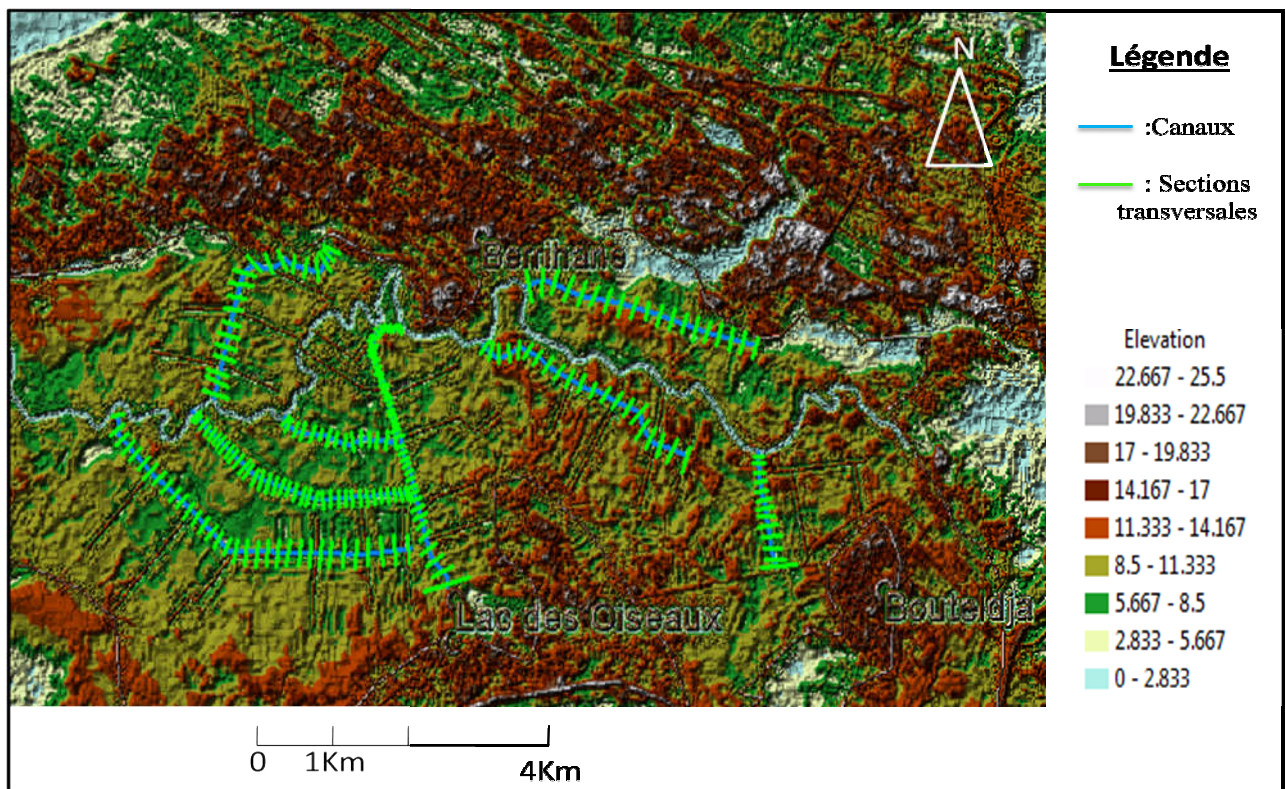 N
Berrihane
Lac des Oiseaux
Bouteldja
0 1Km 4Km
Légende
:Canaux
: Sections
transversales
Elevation
22.667 - 25.5
19.833 - 22.667
17 - 19.833
14.167 - 17
11.333 - 14.167
8.5 - 11.333
5.667 - 8.5
2.833 - 5.667
0 - 2.833